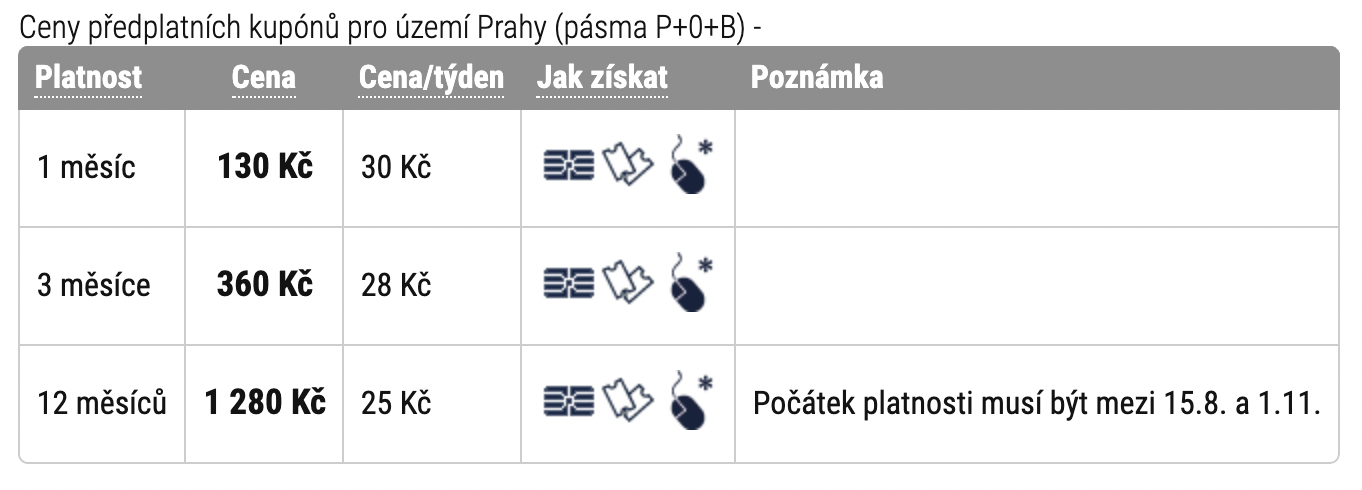 Ceny předplatních kupónů pro území Prahy (pásma P+0+B) -
Platnost Cena Cena/týden Jak získat Poznámka
1 měsíc 130 Kč 30 Kč *
3 měsíce 360 Kč 28 Kč *
12 měsíců 1 280 Kč 25 Kč * Počátek platnosti musí být mezi 15.8. a 1.11.